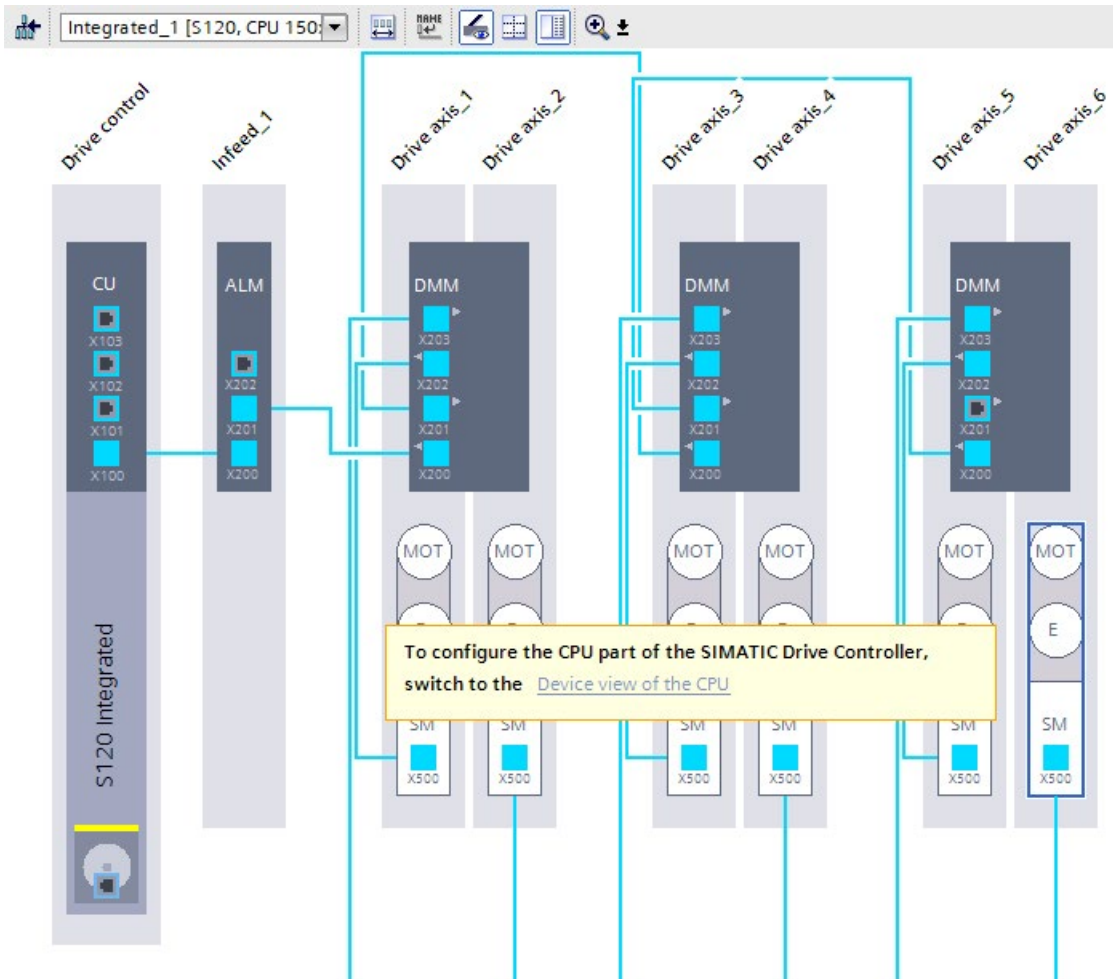 Integrated_1 [S120, CPU 150
NAME
Drive control
Infeed_1
Drive axis_1
Drive axis_2
Drive axis_3
Drive axis_4
Drive axis_5
Drive axis_6
CU
X103
X102
X101
X100
S120 Integrated
ALM
X202
X201
X200
DMM
X203
X202
X201
X200
DMM
X203
X202
X201
X200
DMM
X203
X202
X201
X200
MOT
MOT
MOT
MOT
MOT
MOT
E
To configure the CPU part of the SIMATIC Drive Controller,
switch to the Device view of the CPU
SM
SM
SM
SM
SM
SM
X500
X500
X500
X500
X500
X500